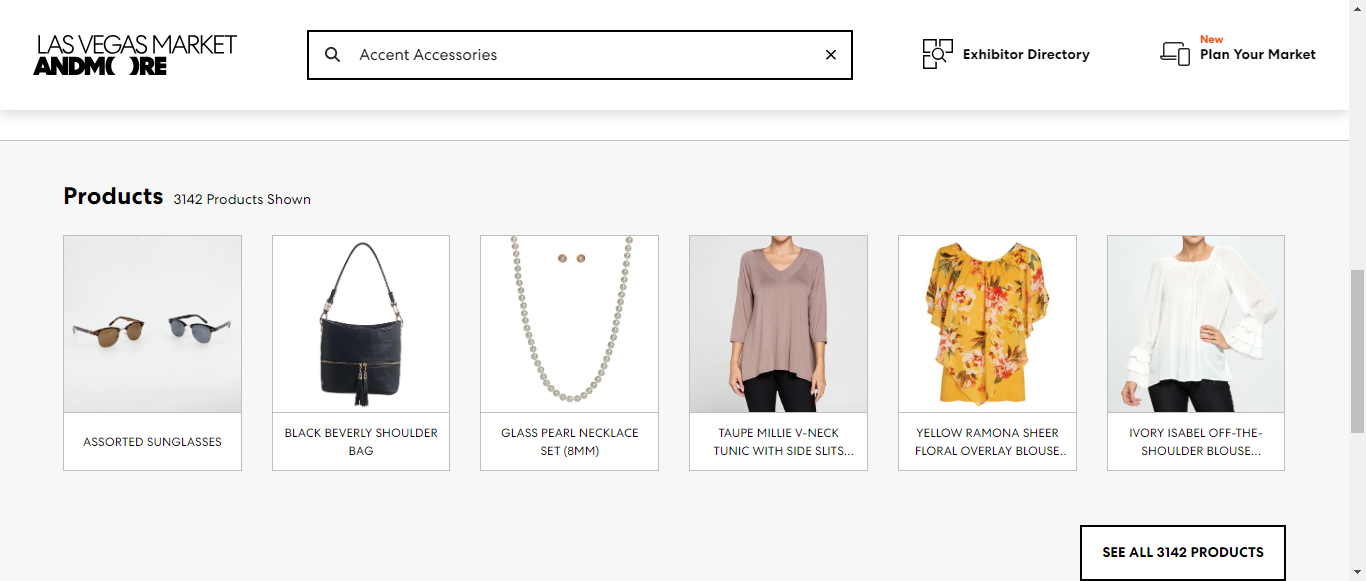 LAS VEGAS MARKET
ANDMORE
Accent Accessories
Exhibitor Directory
New
Plan Your Market
Products 3142 Products Shown
ASSORTED SUNGLASSES
BLACK BEVERLY SHOULDER
BAG
GLASS PEARL NECKLACE
SET (8MM)
TAUPE MILLIE V-NECK
TUNIC WITH SIDE SLITS...
YELLOW RAMONA SHEER
FLORAL OVERLAY BLOUSE..
IVORY ISABEL OFF-THE-
SHOULDER BLOUSE...
SEE ALL 3142 PRODUCTS